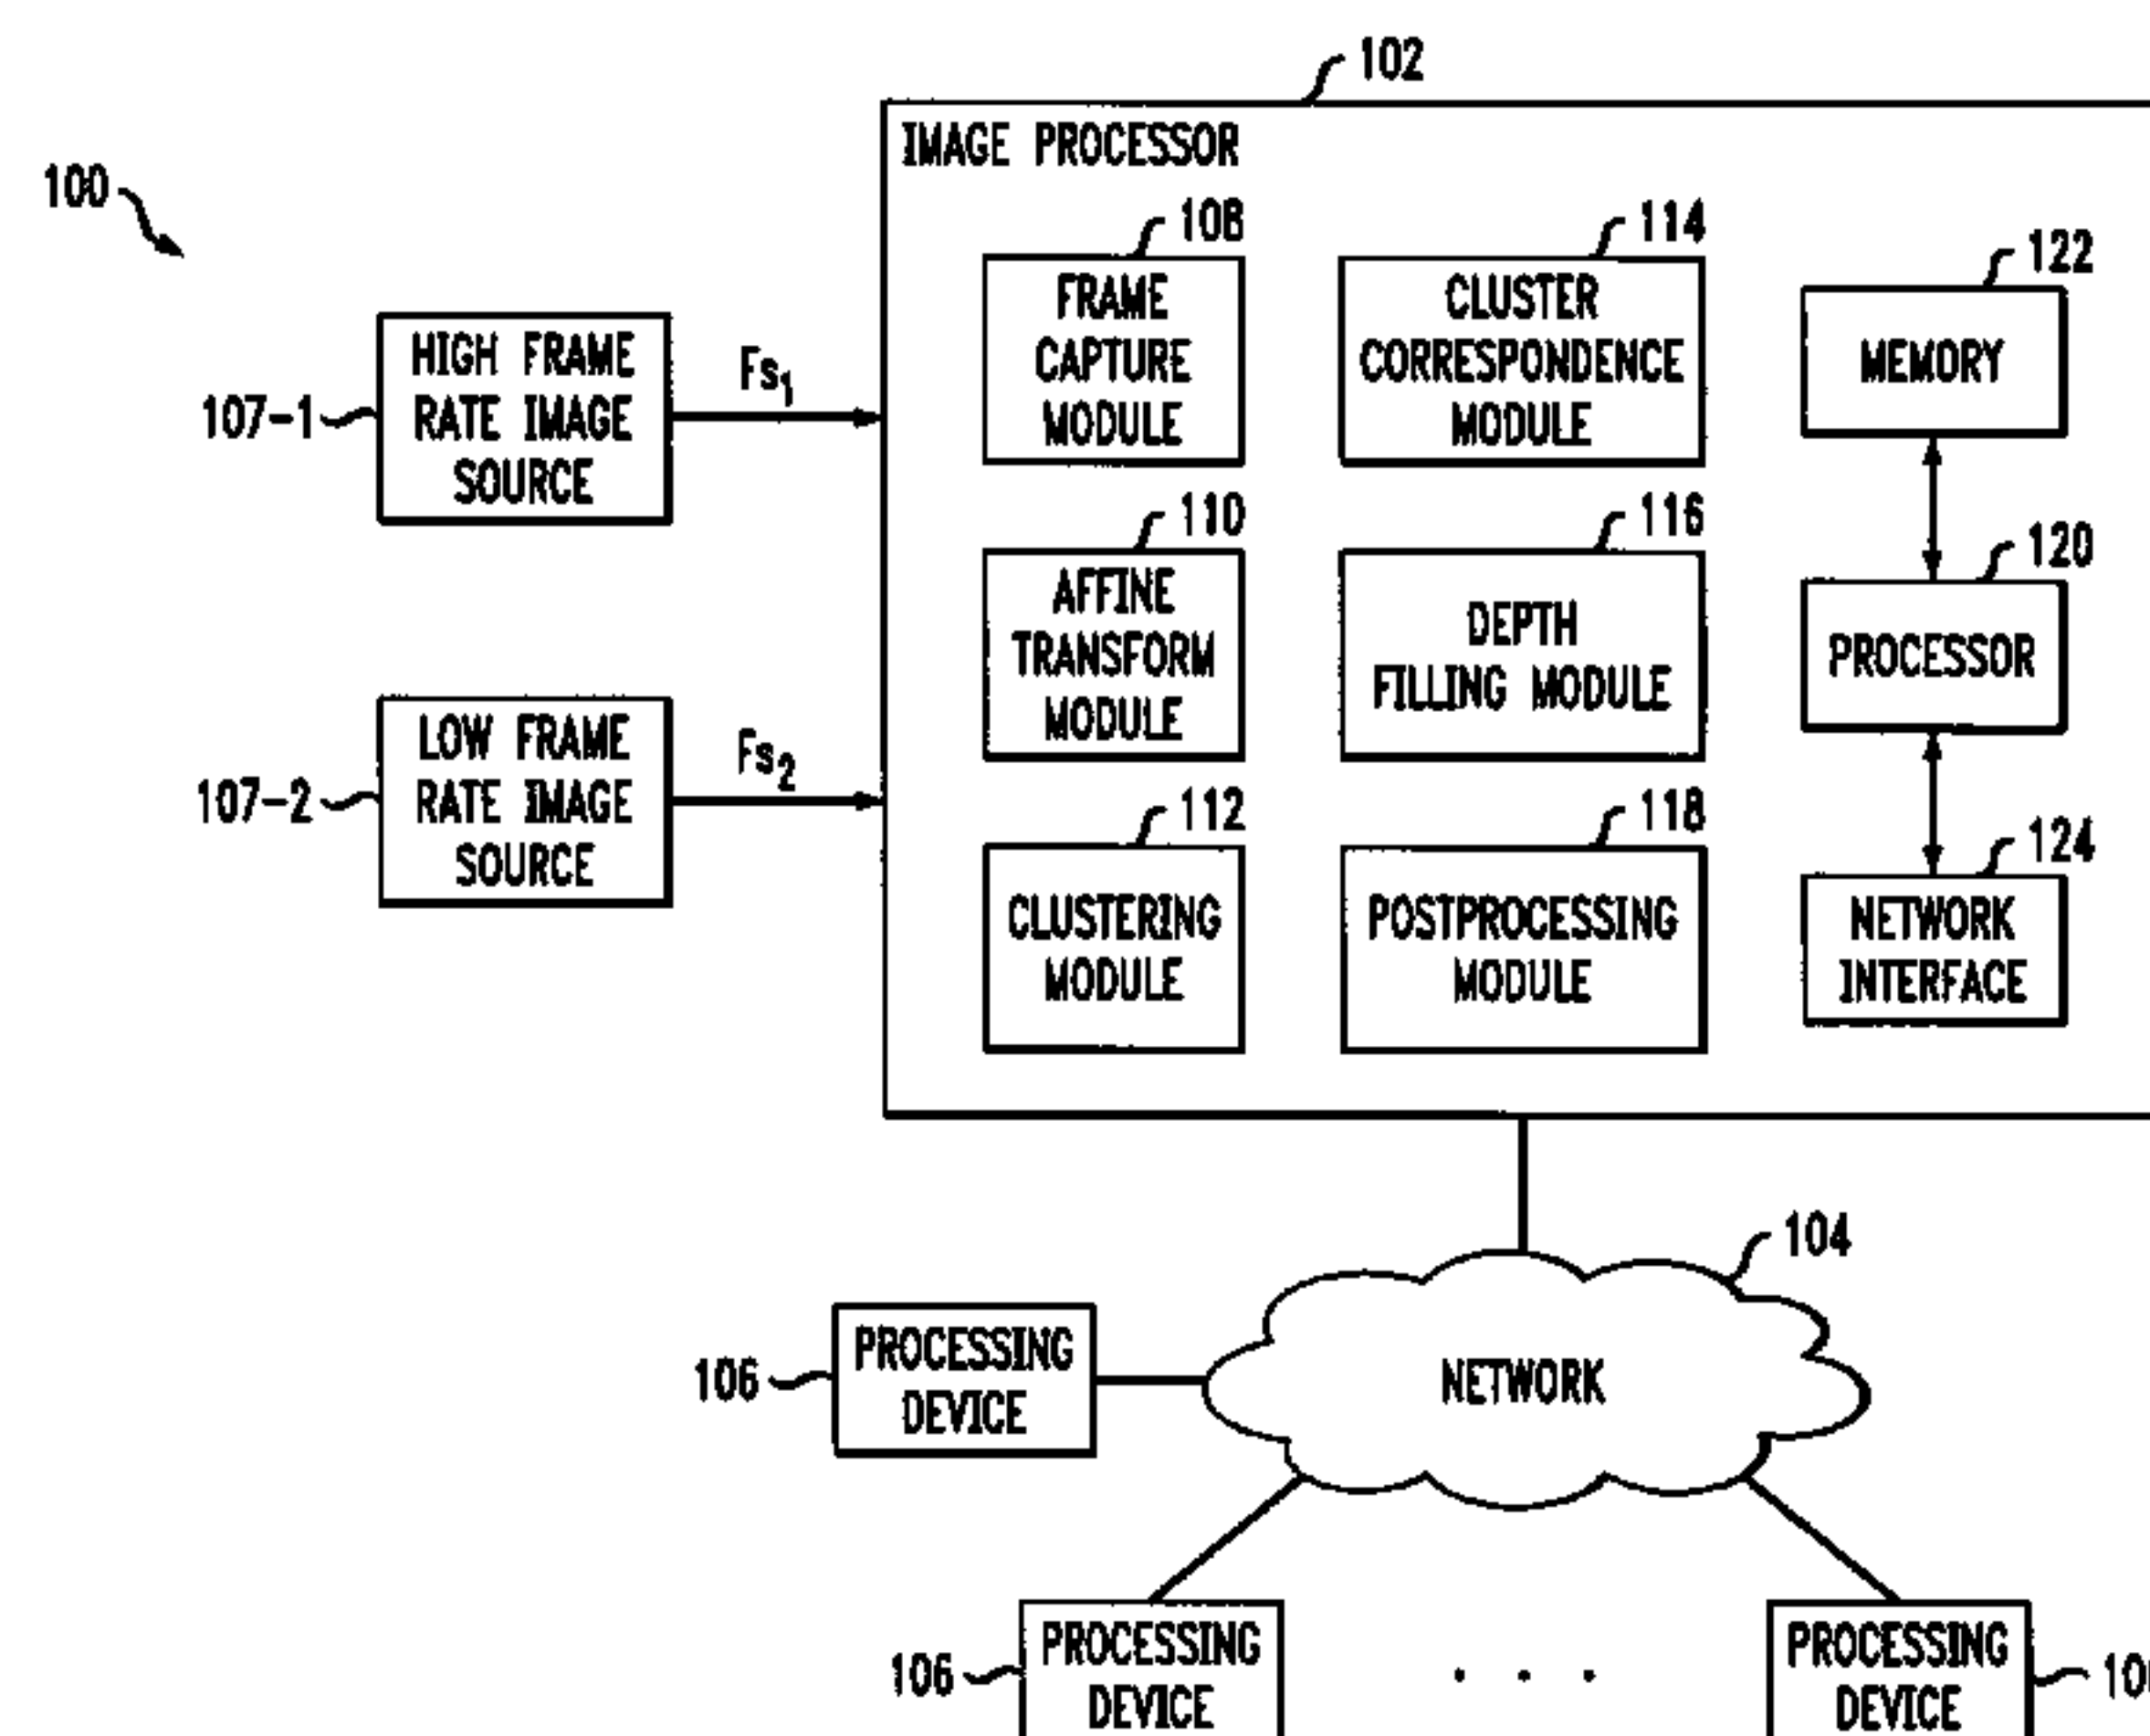 102
IMAGE PROCESSOR
100
108
114
122
FRAME
CAPTURE
MODULE
CLUSTER
CORRESPONDENCE
MODULE
MEMORY
HIGH FRAME
RATE IMAGE
SOURCE
107-1
Fs1
110
116
120
AFFINE
TRANSFORM
MODULE
DEPTH
FILLING MODULE
PROCESSOR
LOW FRAME
RATE IMAGE
SOURCE
107-2
Fs2
112
118
124
CLUSTERING
MODULE
POSTPROCESSING
MODULE
NETWORK
INTERFACE
104
NETWORK
106
PROCESSING
DEVICE
106
PROCESSING
DEVICE
. . .
PROCESSING
DEVICE